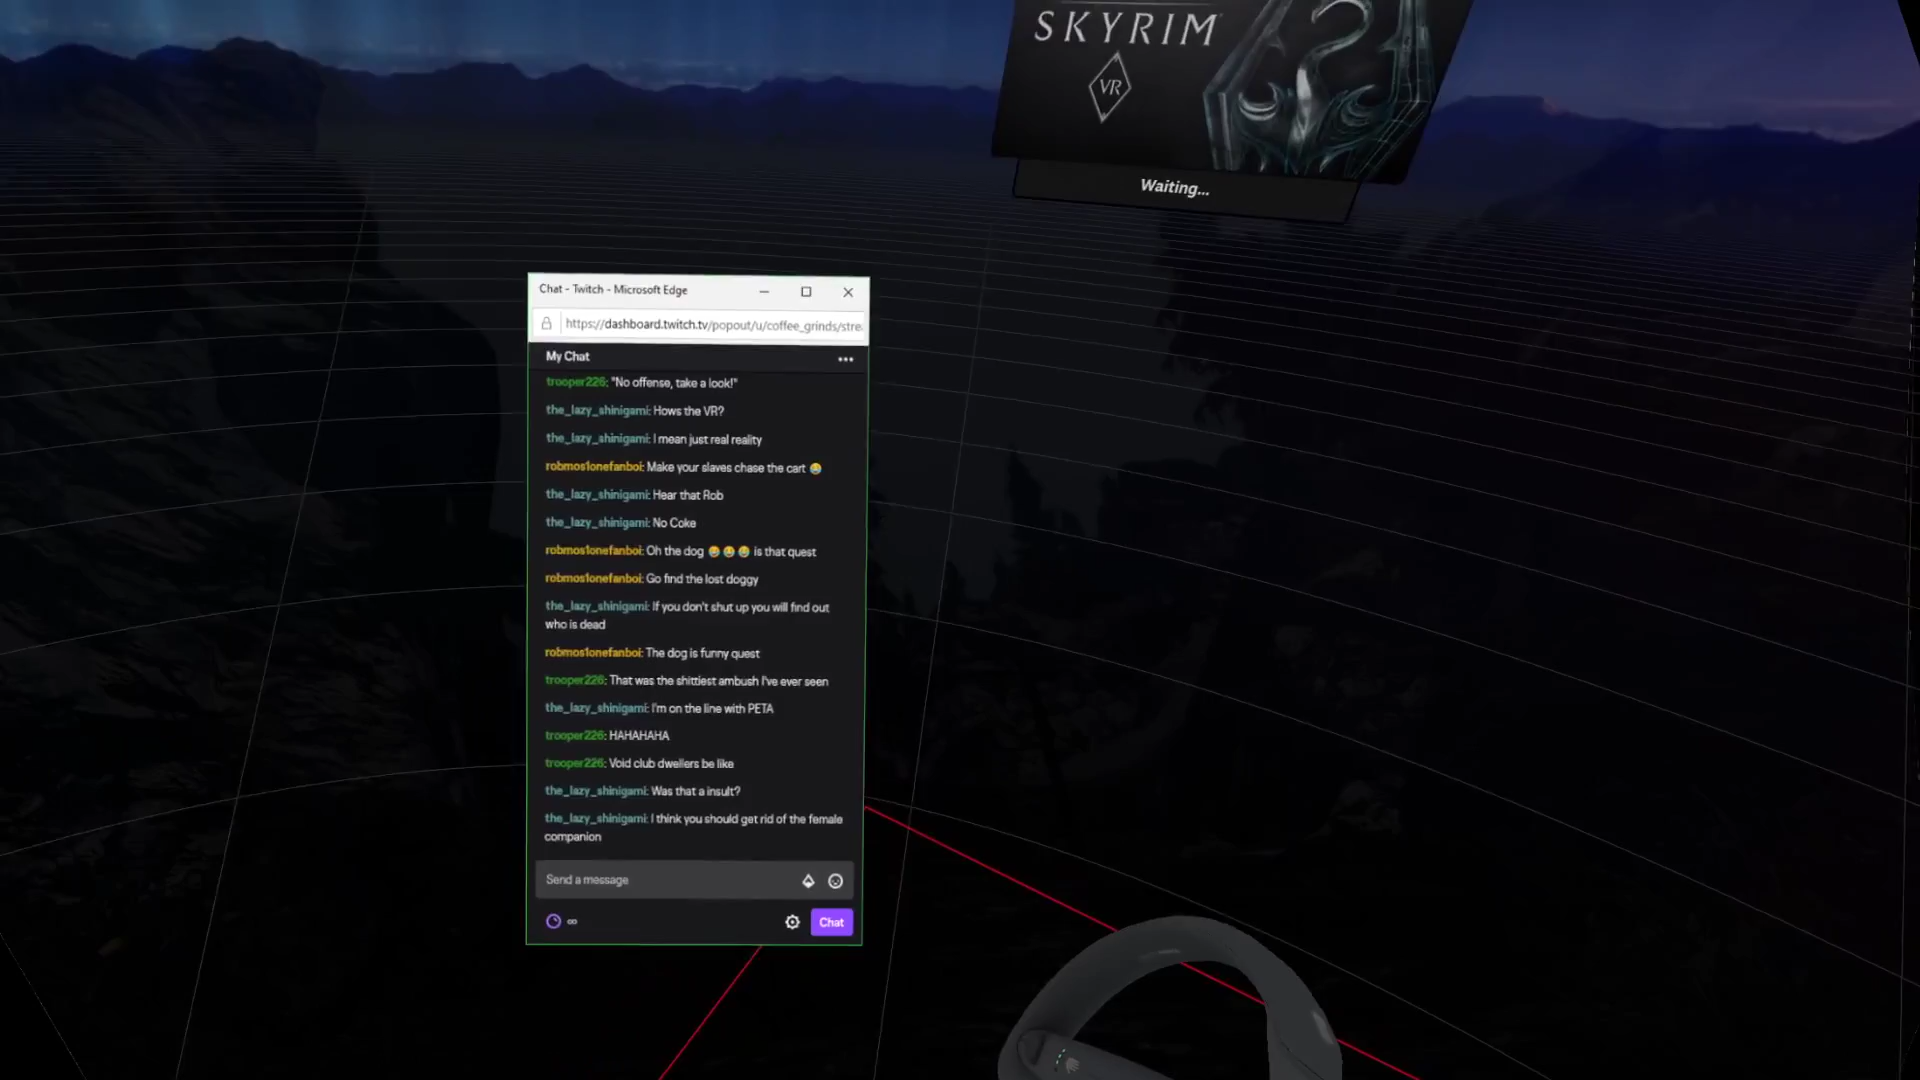 SKYRIM
VR
Waiting...
Chat - Twitch - Microsoft Edge
https://dashboard.twitch.tv/popout/u/coffee_grinds/stre
My Chat
trooper226: "No offense, take a look!"
the_lazy_shinigami: Hows the VR?
the_lazy_shinigami: I mean just real reality
robmos1onefanboi: Make your slaves chase the cart 😂
the_lazy_shinigami: Hear that Rob
the_lazy_shinigami: No Coke
robmos1onefanboi: Oh the dog 😂 😂 😂 is that quest
robmos1onefanboi: Go find the lost doggy
the_lazy_shinigami: If you don't shut up you will find out
who is dead
robmos1onefanboi: The dog is funny quest
trooper226: That was the shittiest ambush I've ever seen
the_lazy_shinigami: I'm on the line with PETA
trooper226: HAHAHAHA
trooper226: Void club dwellers be like
the_lazy_shinigami: Was that a insult?
the_lazy_shinigami: I think you should get rid of the female
companion
Send a message
Chat